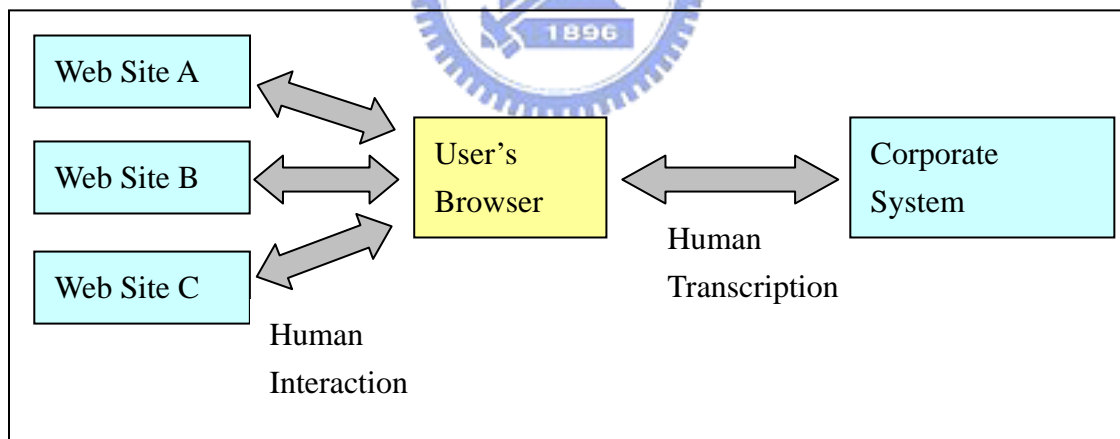 1896
Web Site A
Web Site B
Web Site C
User’s
Browser
Corporate
System
Human
Interaction
Human
Transcription